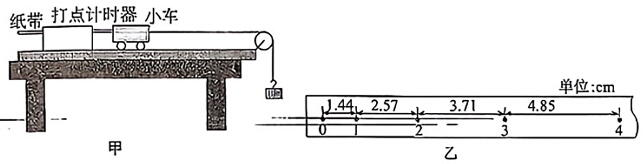 纸带 打点计时器 小车
甲
单位:cm
1.44 2.57 3.71 4.85
0 1 2 3 4
乙